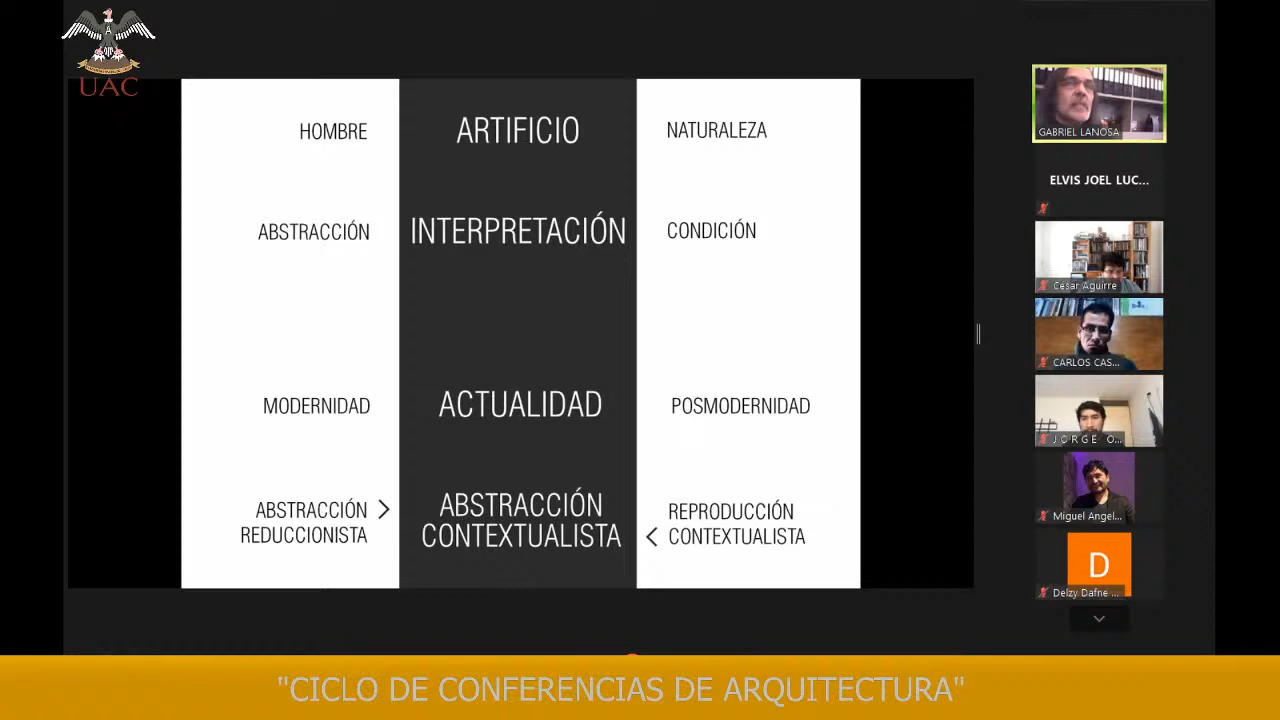 UAC
HOMBRE
ARTIFICIO
NATURALEZA
ABSTRACCIÓN
INTERPRETACIÓN
CONDICIÓN
MODERNIDAD
ACTUALIDAD
POSMODERNIDAD
ABSTRACCIÓN >
REDUCCIONISTA
ABSTRACCIÓN
CONTEXTUALISTA
REPRODUCCIÓN
< CONTEXTUALISTA
GABRIEL LANOSA
ELVIS JOEL LUC...
César Aguirre
CARLOS CAS...
J O R G E O...
Miguel Angel...
D
Delzy Dafne ...
"CICLO DE CONFERENCIAS DE ARQUITECTURA"